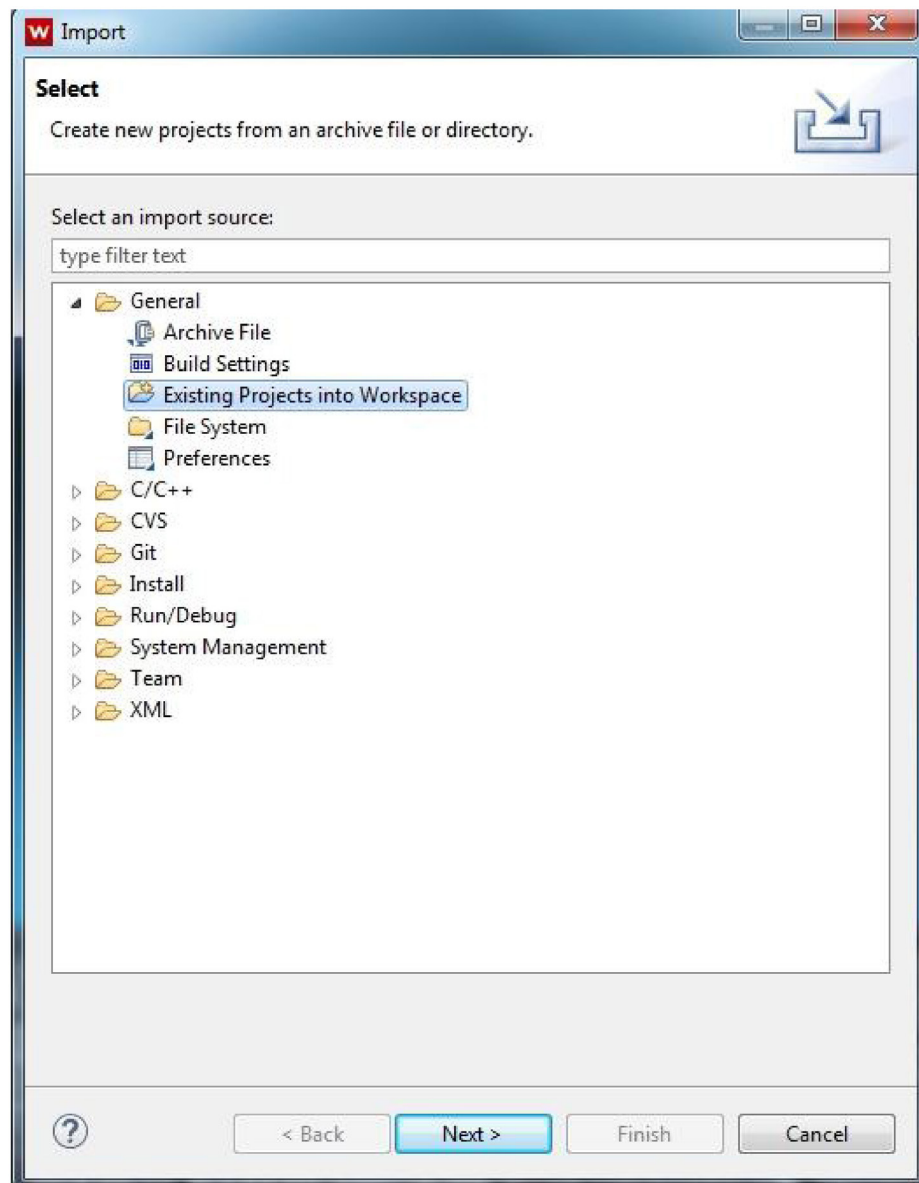 W Import
Select
Create new projects from an archive file or directory.
Select an import source:
type filter text
General
Archive File
010 Build Settings
Existing Projects into Workspace
File System
Preferences
C/C++
CVS
Git
Install
Run/Debug
System Management
Team
XML
? < Back Next > Finish Cancel